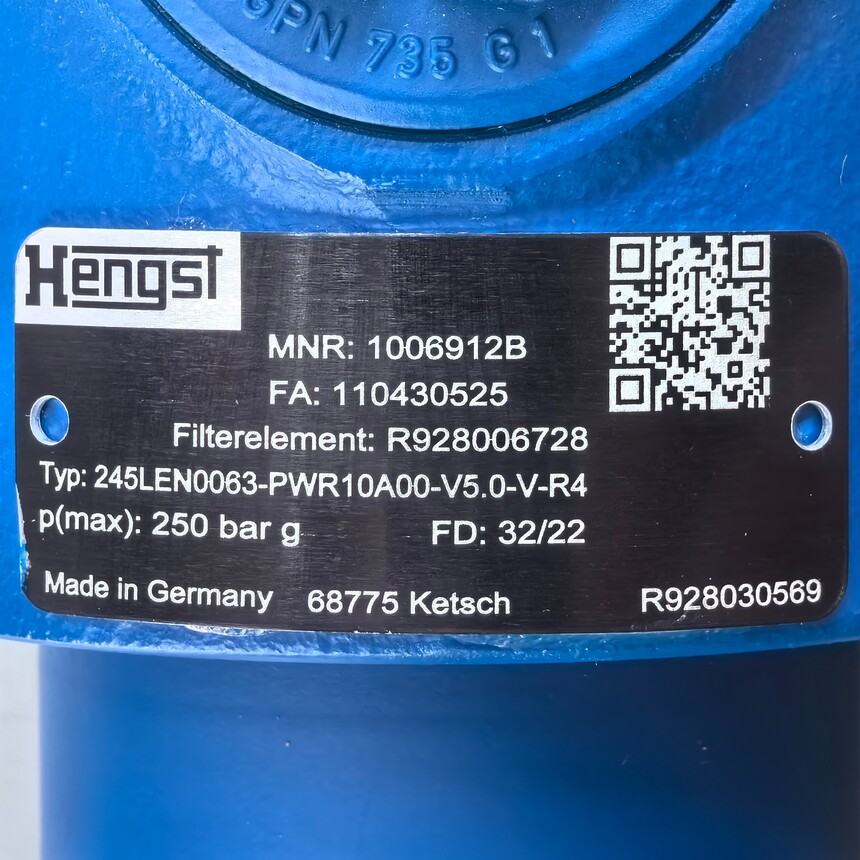 GPN 735 G 1
Hengst
MNR: 1006912B
FA: 110430525
Filterelement: R928006728
Typ: 245LEN0063-PWR10A00-V5.0-V-R4
p(max): 250 bar g FD: 32/22
Made in Germany 68775 Ketsch R928030569